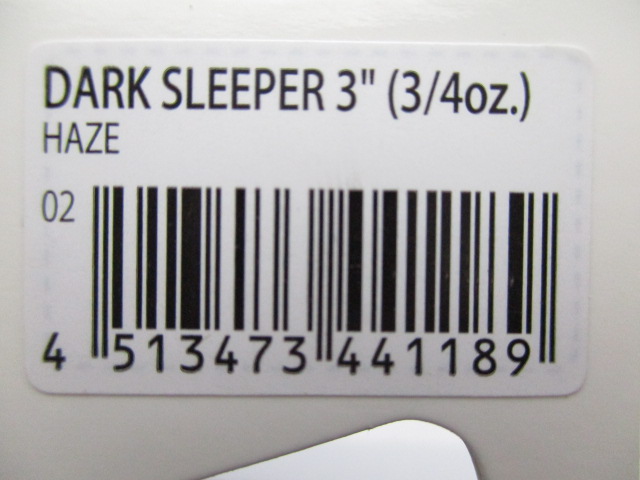 DARK SLEEPER 3" (3/4oz.)
HAZE
02
4 513473 441189